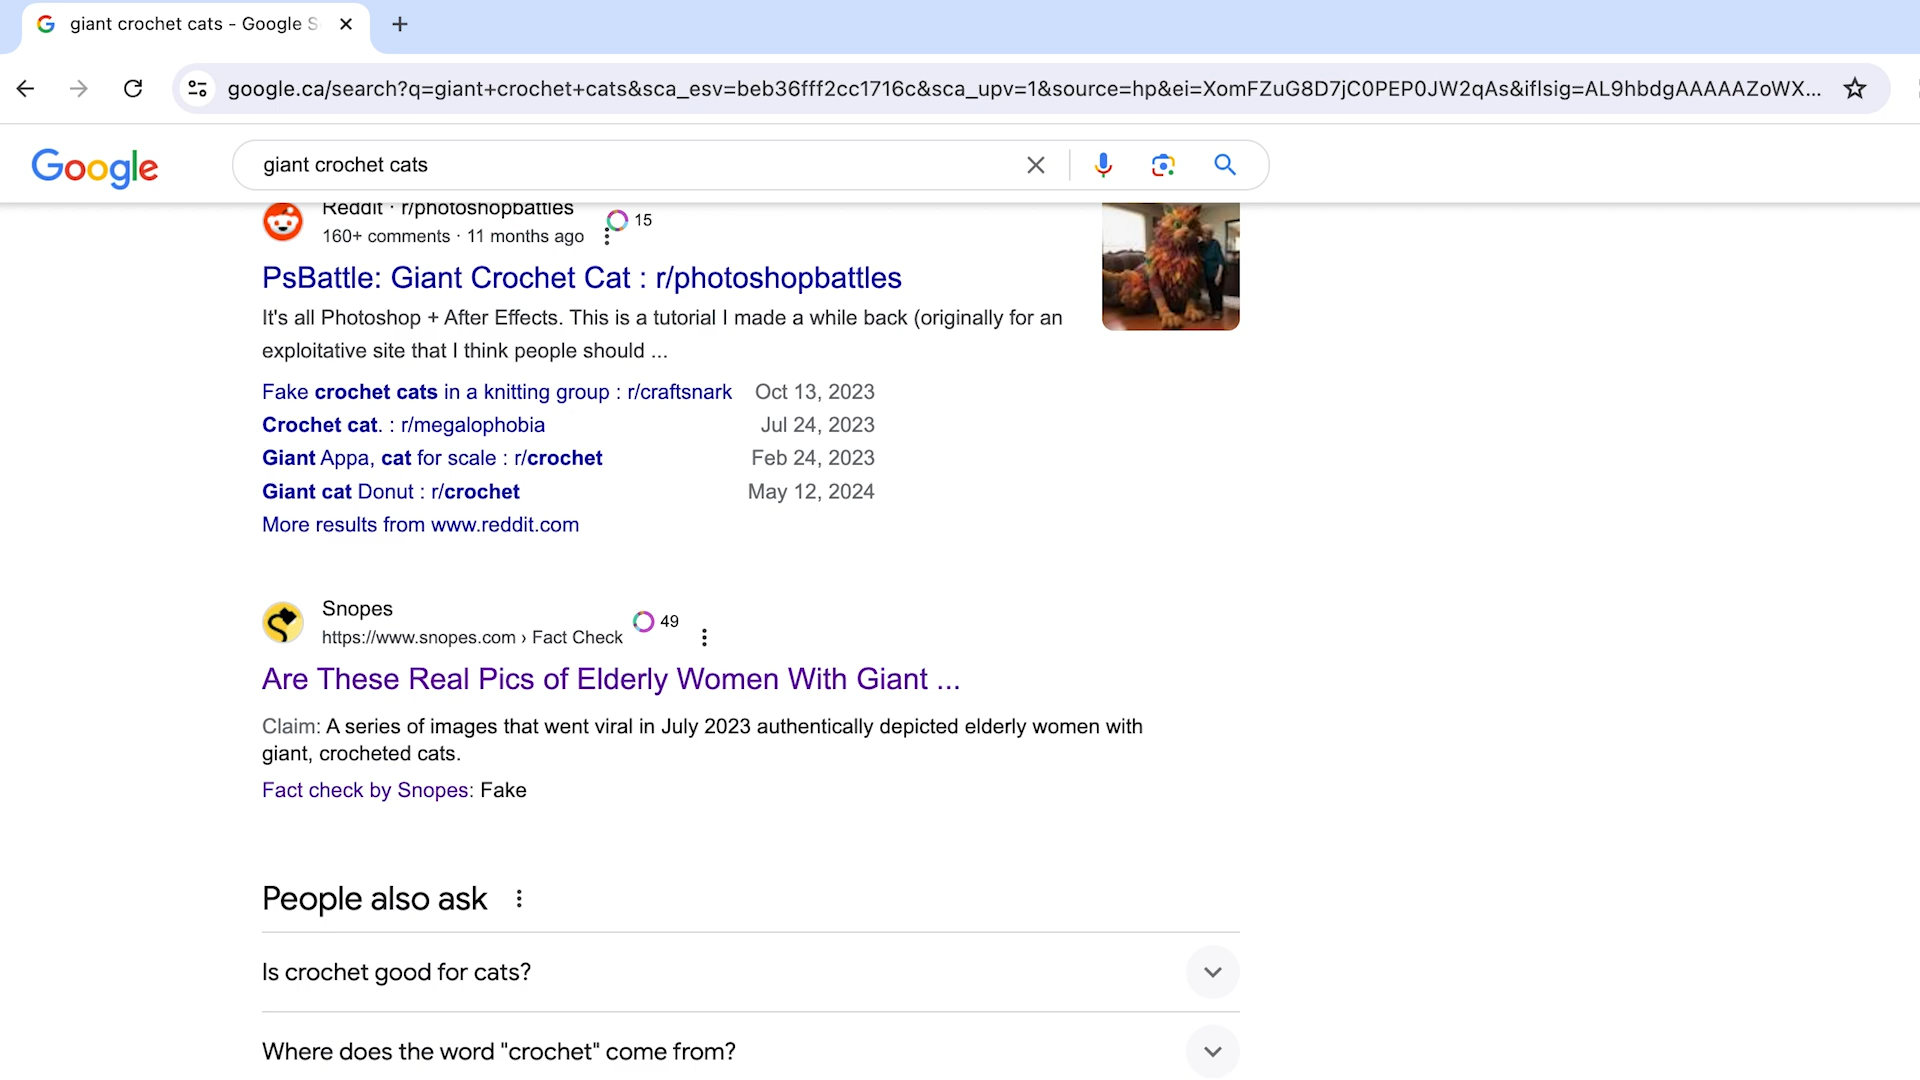 giant crochet cats - Google S
google.ca/search?q=giant+crochet+cats&sca_esv=beb36fff2cc1716c&sca_upv=1&source=hp&ei=XomFZuG8D7jC0PEP0JW2qAs&iflsig=AL9hbdgAAAAAZoWX...
Google
giant crochet cats
Reddit · r/photoshopbattles
15
160+ comments · 11 months ago
PsBattle: Giant Crochet Cat : r/photoshopbattles
It's all Photoshop + After Effects. This is a tutorial I made a while back (originally for an
exploitative site that I think people should ...
Fake crochet cats in a knitting group : r/craftsnark Oct 13, 2023
Crochet cat. : r/megalophobia Jul 24, 2023
Giant Appa, cat for scale : r/crochet Feb 24, 2023
Giant cat Donut : r/crochet May 12, 2024
More results from www.reddit.com
Snopes
49
https://www.snopes.com › Fact Check
Are These Real Pics of Elderly Women With Giant ...
Claim: A series of images that went viral in July 2023 authentically depicted elderly women with
giant, crocheted cats.
Fact check by Snopes: Fake
People also ask
Is crochet good for cats?
Where does the word "crochet" come from?